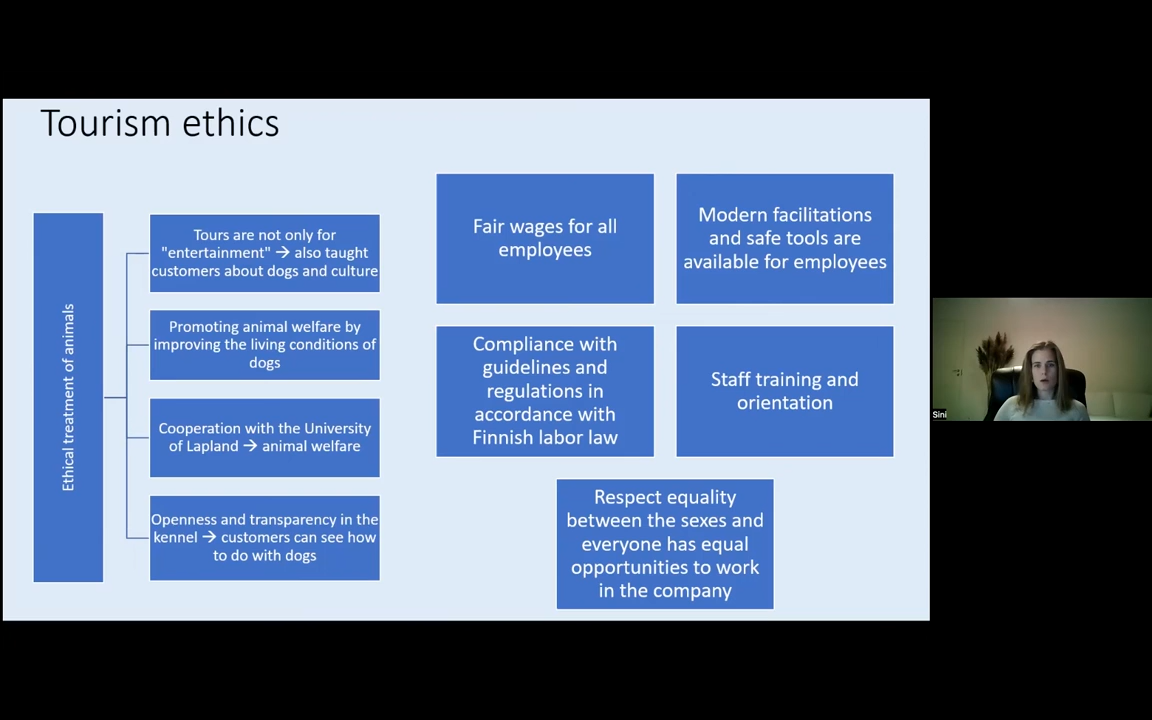 Tourism ethics
Ethical treatment of animals
Tours are not only for
"entertainment" → also taught
customers about dogs and culture
Promoting animal welfare by
improving the living conditions of
dogs
Cooperation with the University
of Lapland → animal welfare
Openness and transparency in the
kennel → customers can see how
to do with dogs
Fair wages for all
employees
Modern facilitations
and safe tools are
available for employees
Compliance with
guidelines and
regulations in
accordance with
Finnish labor law
Staff training and
orientation
Respect equality
between the sexes and
everyone has equal
opportunities to work
in the company
Sini